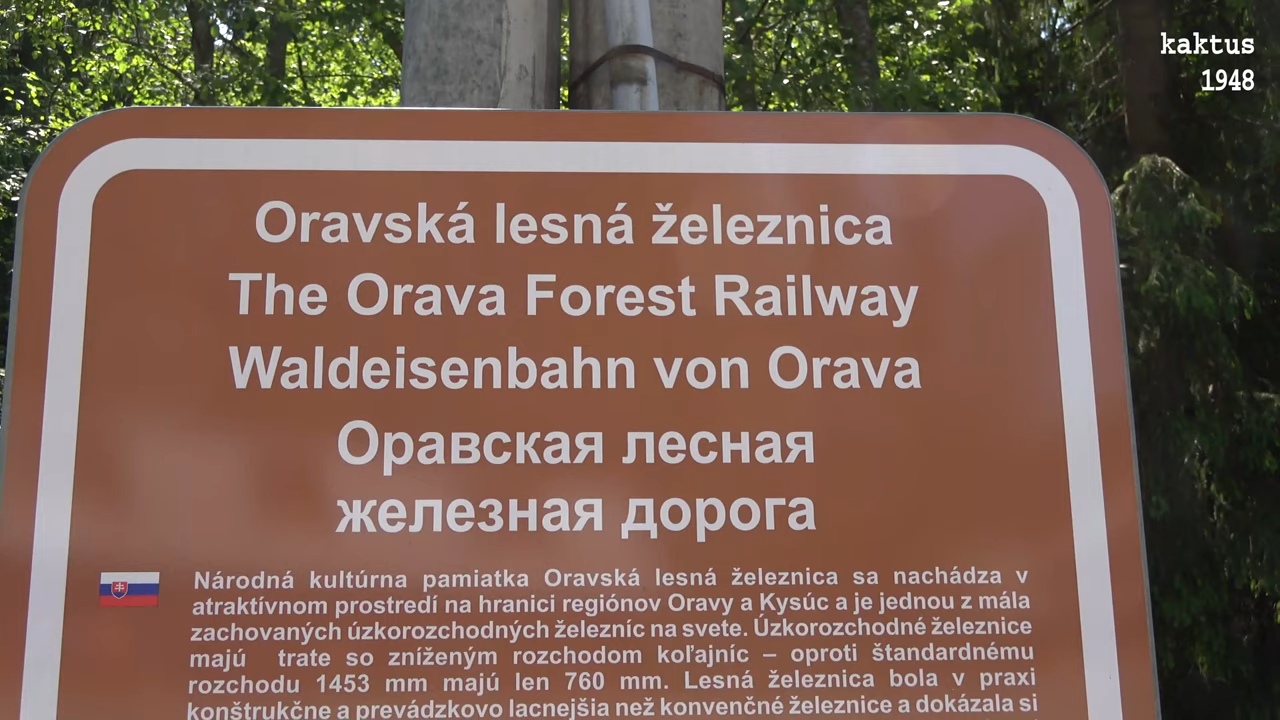 kaktus
1948
Oravská lesná železnica
The Orava Forest Railway
Waldeisenbahn von Orava
Оравская лесная
железная дорога
Národná kultúrna pamiatka Oravská lesná železnica sa nachádza v
atraktívnom prostredí na hranici regiónov Oravy a Kysúc a je jednou z mála
zachovaných úzkorozchodných železníc na svete. Úzkorozchodné železnice
majú trate so zníženým rozchodom koľajníc – oproti štandardnému
rozchodu 1453 mm majú len 760 mm. Lesná železnica bola v praxi
konštrukčne a prevádzkovo lacnejšia než konvenčné železnice a dokázala si